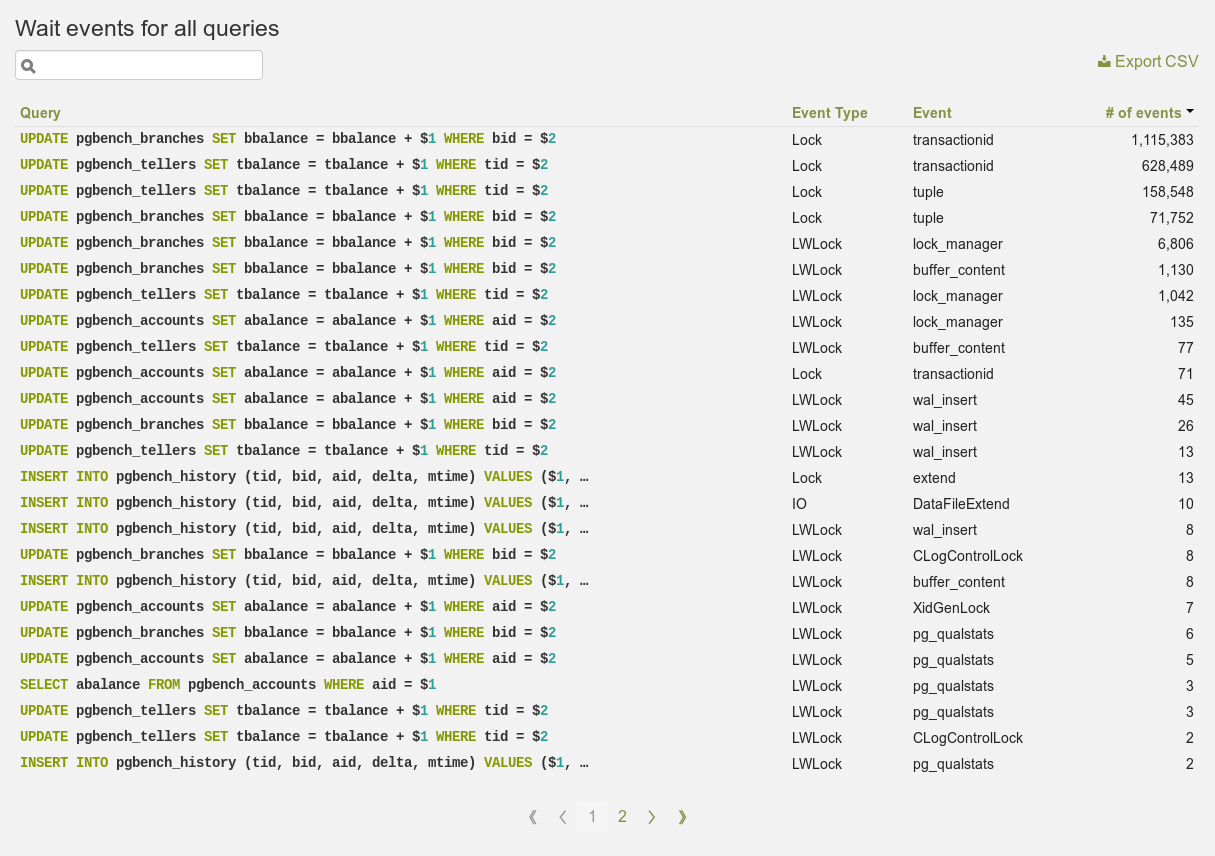 Wait events for all queries
Export CSV
Query Event Type Event # of events
UPDATE pgbench_branches SET bbalance = bbalance + $1 WHERE bid = $2 Lock transactionid 1,115,383
UPDATE pgbench_tellers SET tbalance = tbalance + $1 WHERE tid = $2 Lock transactionid 628,489
UPDATE pgbench_tellers SET tbalance = tbalance + $1 WHERE tid = $2 Lock tuple 158,548
UPDATE pgbench_branches SET bbalance = bbalance + $1 WHERE bid = $2 Lock tuple 71,752
UPDATE pgbench_branches SET bbalance = bbalance + $1 WHERE bid = $2 LWLock lock_manager 6,806
UPDATE pgbench_branches SET bbalance = bbalance + $1 WHERE bid = $2 LWLock buffer_content 1,130
UPDATE pgbench_tellers SET tbalance = tbalance + $1 WHERE tid = $2 LWLock lock_manager 1,042
UPDATE pgbench_accounts SET abalance = abalance + $1 WHERE aid = $2 LWLock lock_manager 135
UPDATE pgbench_tellers SET tbalance = tbalance + $1 WHERE tid = $2 LWLock buffer_content 77
UPDATE pgbench_accounts SET abalance = abalance + $1 WHERE aid = $2 Lock transactionid 71
UPDATE pgbench_accounts SET abalance = abalance + $1 WHERE aid = $2 LWLock wal_insert 45
UPDATE pgbench_branches SET bbalance = bbalance + $1 WHERE bid = $2 LWLock wal_insert 26
UPDATE pgbench_tellers SET tbalance = tbalance + $1 WHERE tid = $2 LWLock wal_insert 13
INSERT INTO pgbench_history (tid, bid, aid, delta, mtime) VALUES ($1, … Lock extend 13
INSERT INTO pgbench_history (tid, bid, aid, delta, mtime) VALUES ($1, … IO DataFileExtend 10
INSERT INTO pgbench_history (tid, bid, aid, delta, mtime) VALUES ($1, … LWLock wal_insert 8
UPDATE pgbench_branches SET bbalance = bbalance + $1 WHERE bid = $2 LWLock CLogControlLock 8
INSERT INTO pgbench_history (tid, bid, aid, delta, mtime) VALUES ($1, … LWLock buffer_content 8
UPDATE pgbench_accounts SET abalance = abalance + $1 WHERE aid = $2 LWLock XidGenLock 7
UPDATE pgbench_branches SET bbalance = bbalance + $1 WHERE bid = $2 LWLock pg_qualstats 6
UPDATE pgbench_accounts SET abalance = abalance + $1 WHERE aid = $2 LWLock pg_qualstats 5
SELECT abalance FROM pgbench_accounts WHERE aid = $1 LWLock pg_qualstats 3
UPDATE pgbench_tellers SET tbalance = tbalance + $1 WHERE tid = $2 LWLock pg_qualstats 3
UPDATE pgbench_tellers SET tbalance = tbalance + $1 WHERE tid = $2 LWLock CLogControlLock 2
INSERT INTO pgbench_history (tid, bid, aid, delta, mtime) VALUES ($1, … LWLock pg_qualstats 2
《 〈 1 2 〉 》